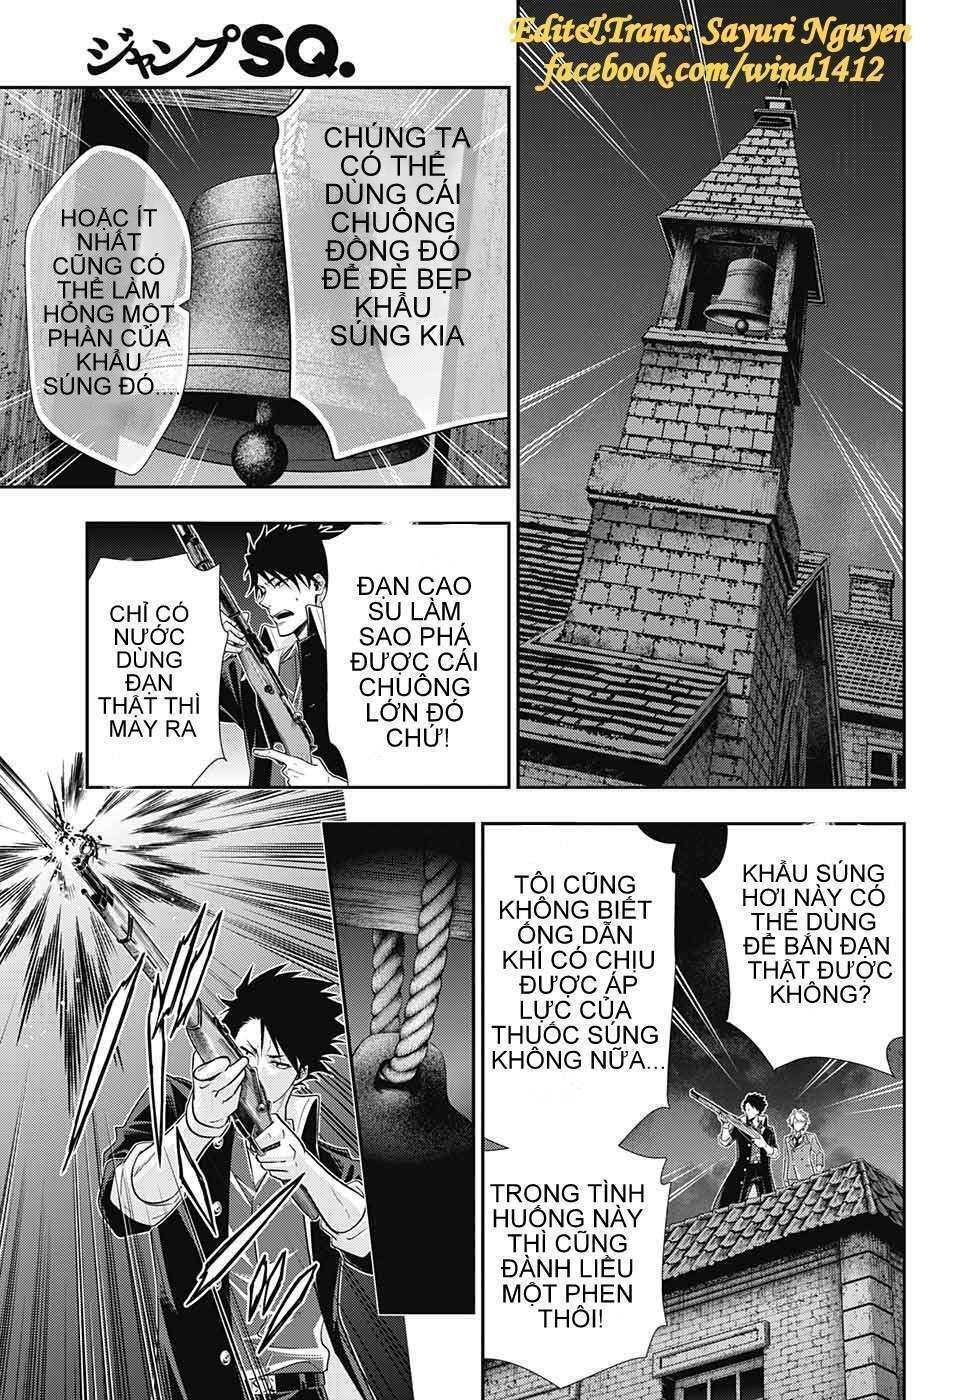 ジャンプSQ.
Edit&Trans: Sayuri Nguyen
facebook.com/wind1412
CHÚNG TA
CÓ THỂ
DÙNG CÁI
CHUÔNG
ĐỒNG ĐÓ
ĐỂ ĐÈ BẸP
KHẨU
SÚNG KIA
HOẶC ÍT
NHẤT
CŨNG CÓ
THỂ LÀM
HỎNG MỘT
PHẦN CỦA
KHẨU
SÚNG ĐÓ....
ĐẠN CAO
SU LÀM
SAO PHÁ
ĐƯỢC CÁI
CHUÔNG
LỚN ĐÓ
CHỨ!
CHỈ CÓ
NƯỚC
DÙNG
ĐẠN
THẬT THÌ
MAY RA
KHẨU SÚNG
HƠI NÀY CÓ
THỂ DÙNG
ĐỂ BẮN ĐẠN
THẬT ĐƯỢC
KHÔNG?
TÔI CŨNG
KHÔNG BIẾT
ỐNG DẪN
KHÍ CÓ CHỊU
ĐƯỢC ÁP
LỰC CỦA
THUỐC SÚNG
KHÔNG NỮA...
TRONG TÌNH
HUỐNG NÀY
THÌ CŨNG
ĐÀNH LIỀU
MỘT PHEN
THÔI!